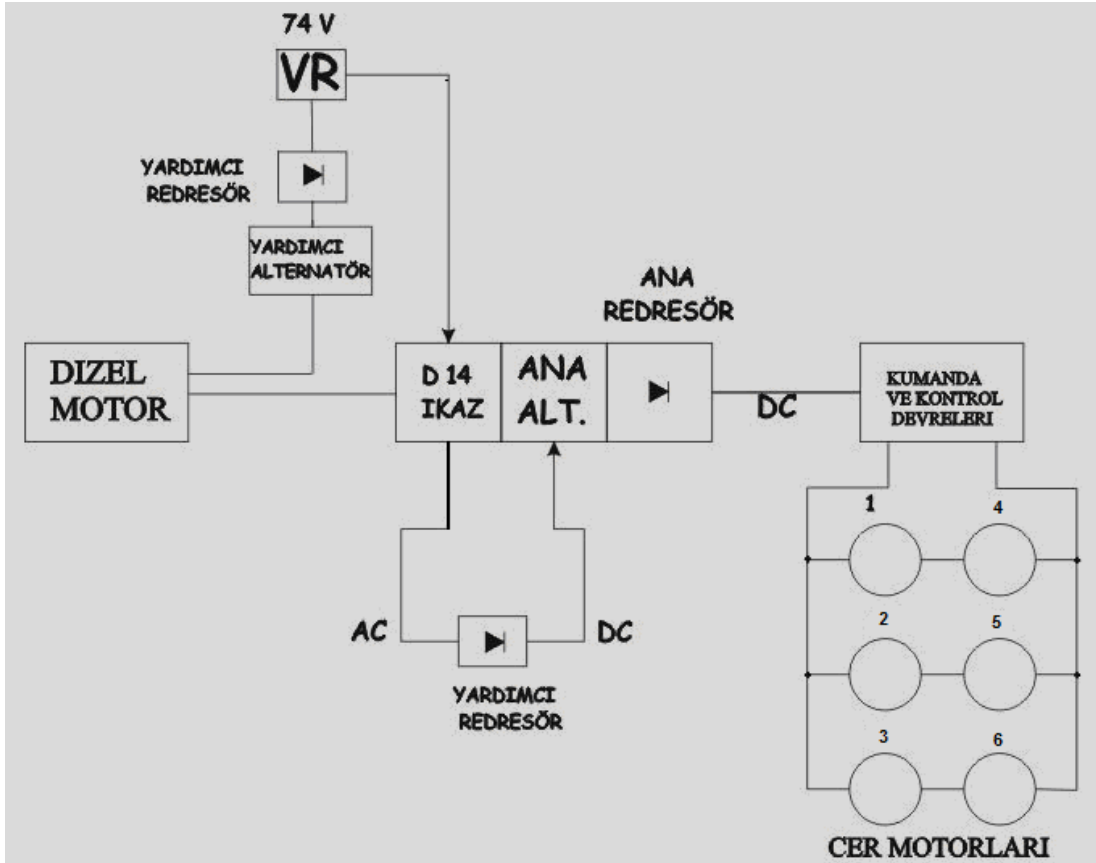 74 V
VR
YARDIMCI
REDRESÖR
YARDIMCI
ALTERNATÖR
ANA
REDRESÖR
DIZEL
MOTOR
D 14
IKAZ
ANA
ALT.
DC
KUMANDA
VE KONTROL
DEVRELERI
1
4
2
5
3
6
AC
DC
YARDIMCI
REDRESÖR
CER MOTORLARI